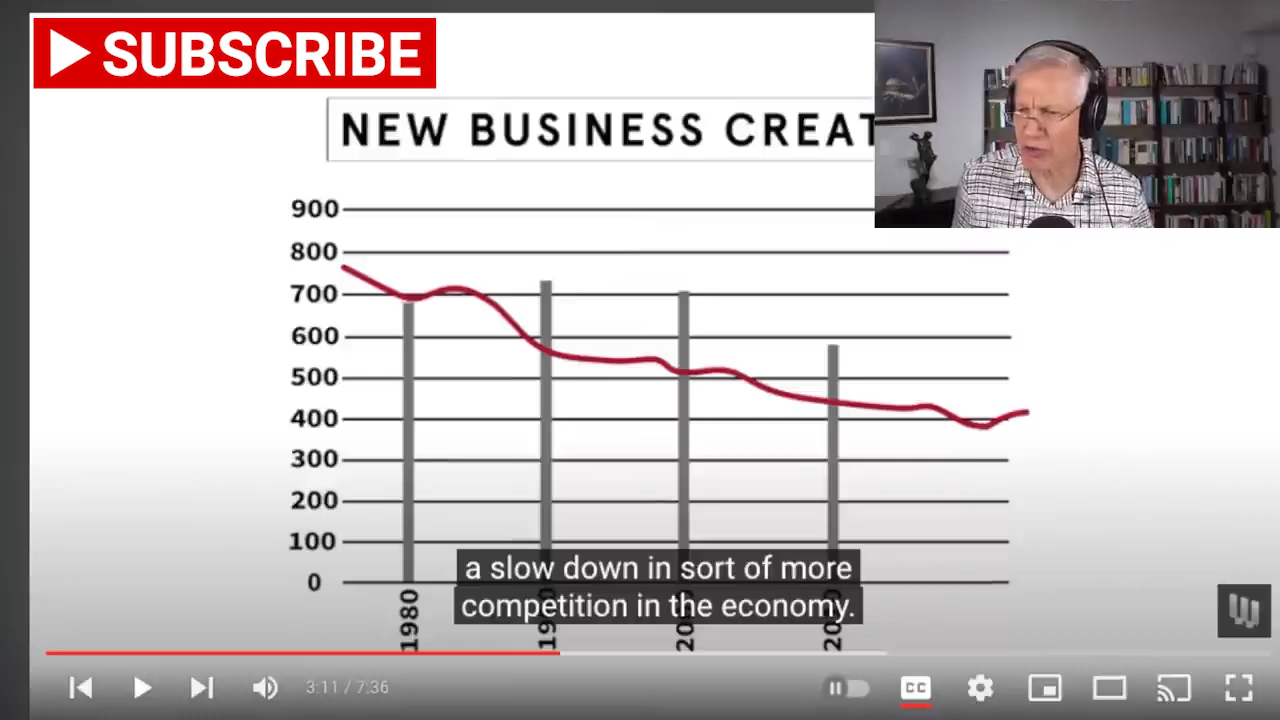 SUBSCRIBE
NEW BUSINESS CREAT
900
800
700
600
500
400
300
200
100
0
1980
a slow down in sort of more
competition in the economy.
3:11 / 7:36
CC